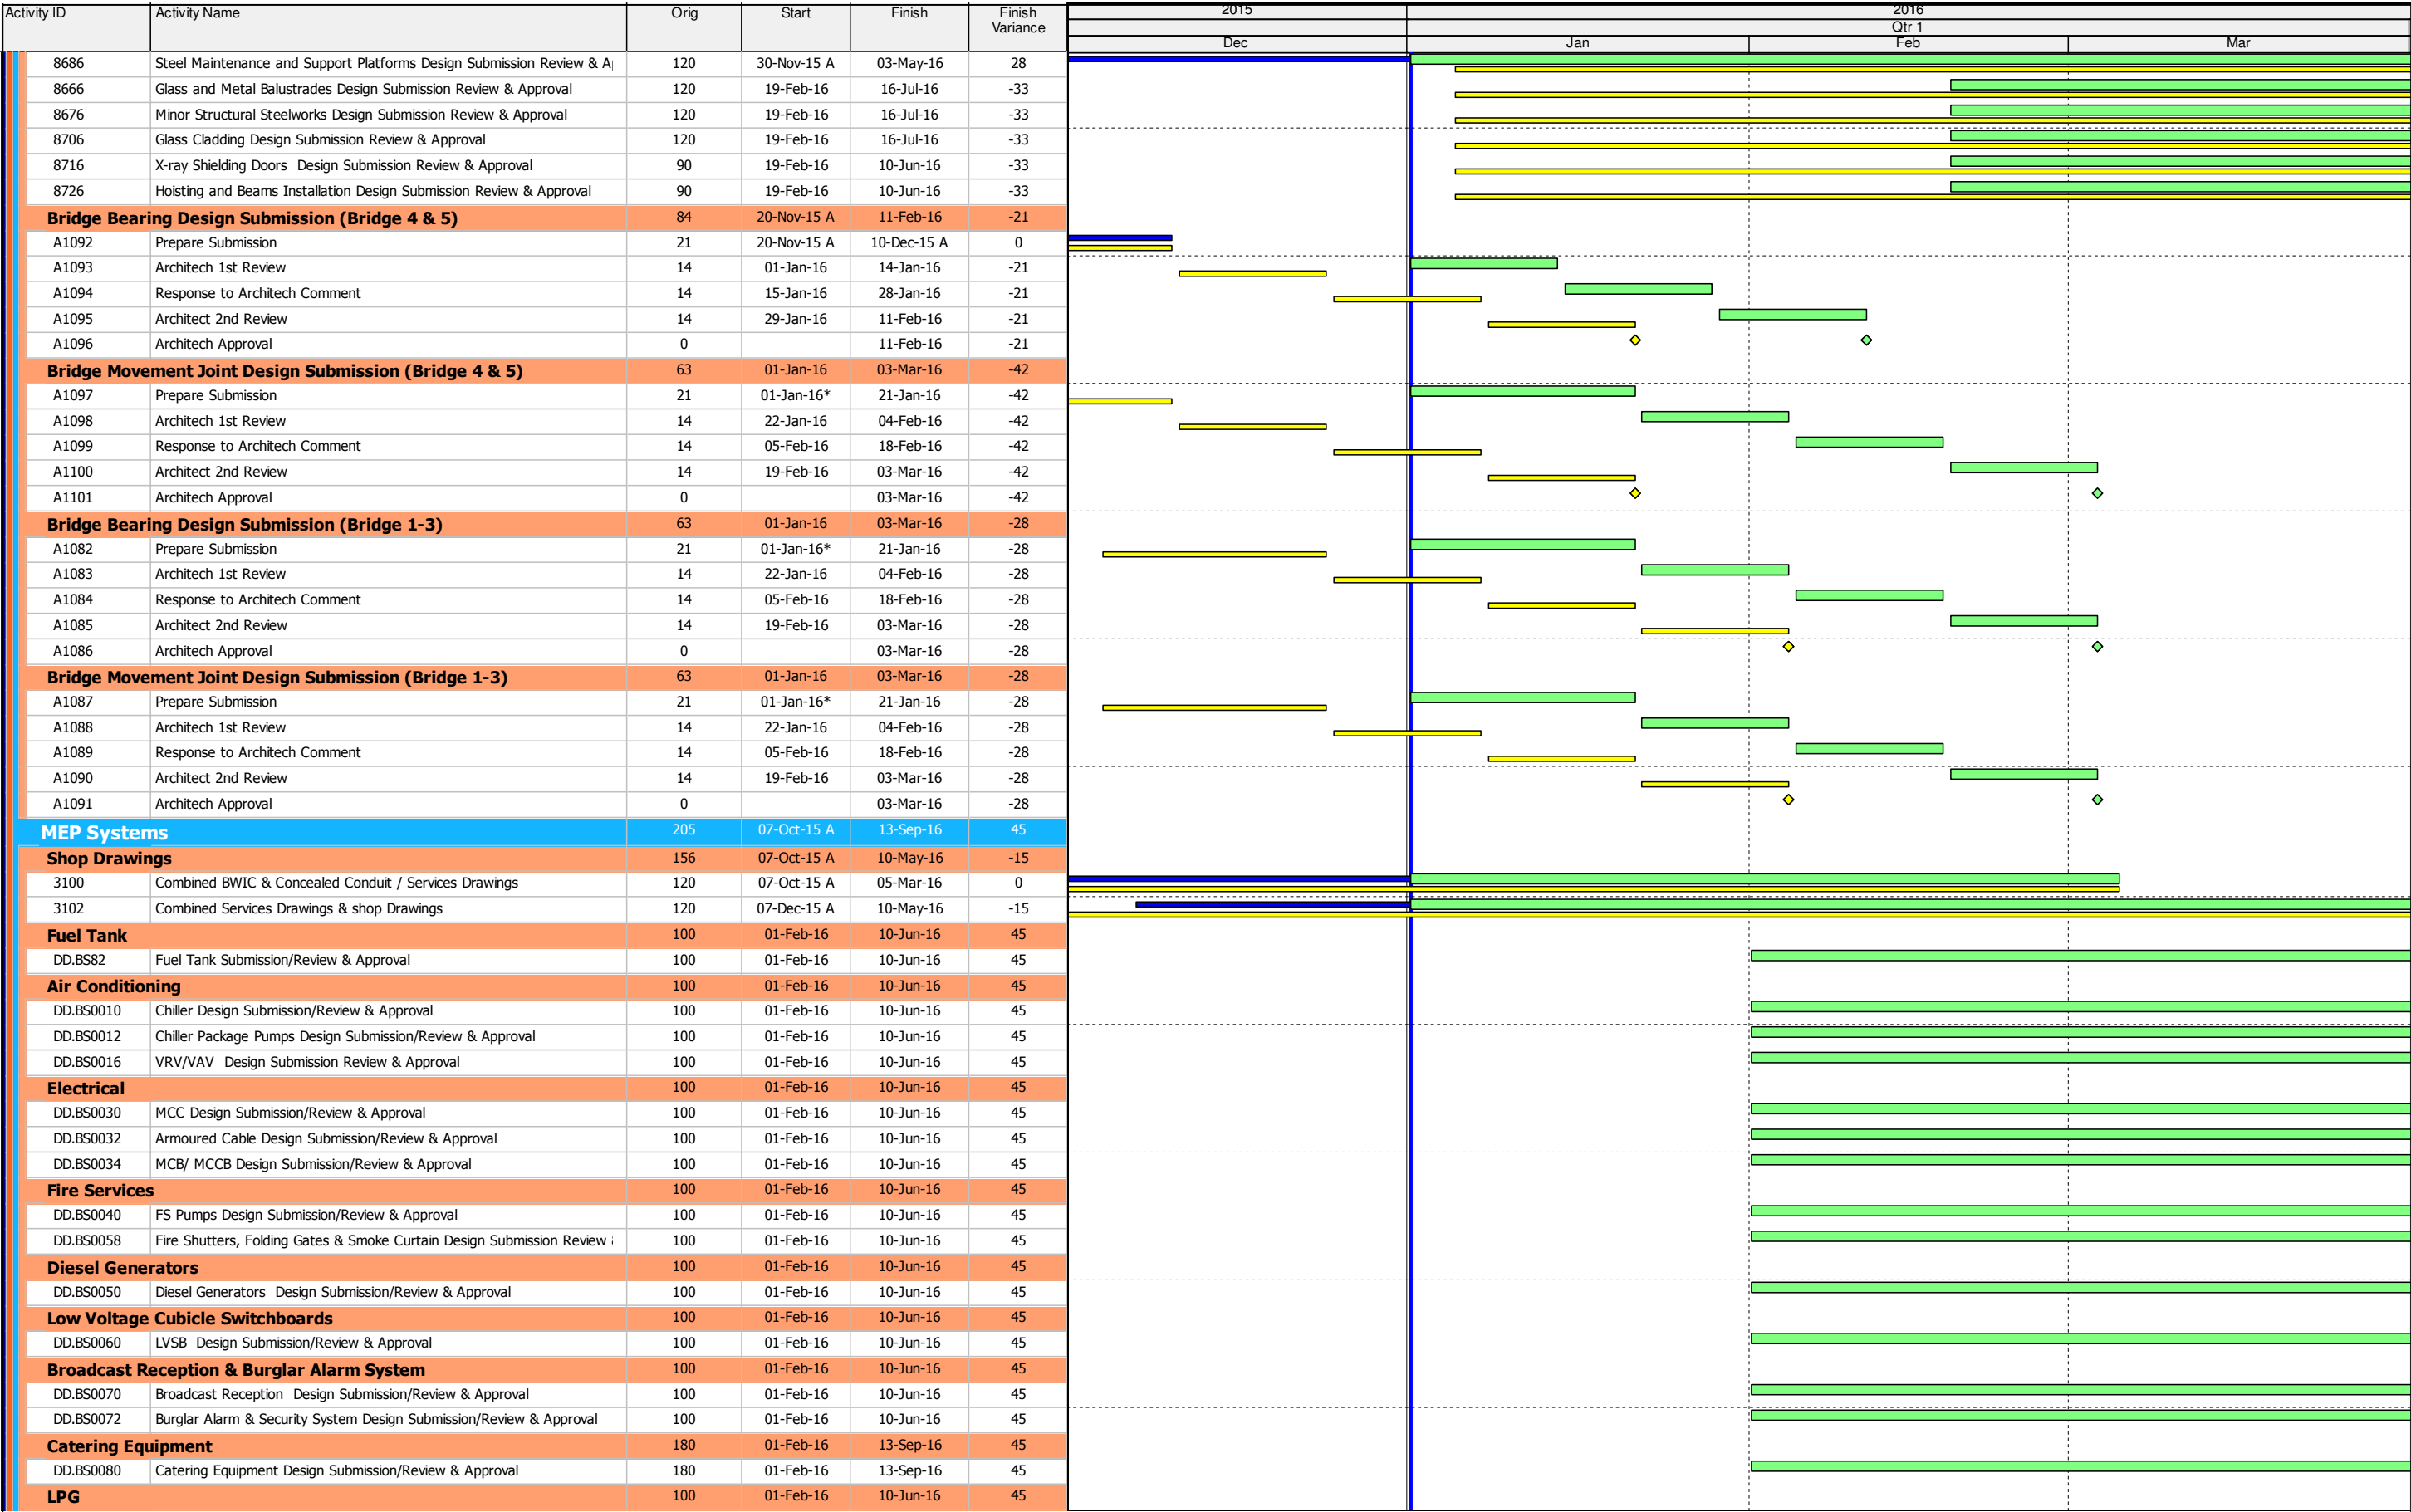 Activity ID Activity Name Orig Start Finish Finish Variance 2015 2016
Qtr 1
Dec Jan Feb Mar
8686 Steel Maintenance and Support Platforms Design Submission Review & 120 30-Nov-15 A 03-May-16 28
8666 Glass and Metal Balustrades Design Submission Review & Approval 120 19-Feb-16 16-Jul-16 -33
8676 Minor Structural Steelworks Design Submission Review & Approval 120 19-Feb-16 16-Jul-16 -33
8706 Glass Cladding Design Submission Review & Approval 120 19-Feb-16 16-Jul-16 -33
8716 X-ray Shielding Doors Design Submission Review & Approval 90 19-Feb-16 10-Jun-16 -33
8726 Hoisting and Beams Installation Design Submission Review & Approval 90 19-Feb-16 10-Jun-16 -33
Bridge Bearing Design Submission (Bridge 4 & 5) 84 20-Nov-15 A 11-Feb-16 -21
A1092 Prepare Submission 21 20-Nov-15 A 10-Dec-15 A 0
A1093 Architech 1st Review 14 01-Jan-16 14-Jan-16 -21
A1094 Response to Architech Comment 14 15-Jan-16 28-Jan-16 -21
A1095 Architect 2nd Review 14 29-Jan-16 11-Feb-16 -21
A1096 Architech Approval 0 11-Feb-16 -21
Bridge Movement Joint Design Submission (Bridge 4 & 5) 63 01-Jan-16 03-Mar-16 -42
A1097 Prepare Submission 21 01-Jan-16* 21-Jan-16 -42
A1098 Architech 1st Review 14 22-Jan-16 04-Feb-16 -42
A1099 Response to Architech Comment 14 05-Feb-16 18-Feb-16 -42
A1100 Architect 2nd Review 14 19-Feb-16 03-Mar-16 -42
A1101 Architech Approval 0 03-Mar-16 -42
Bridge Bearing Design Submission (Bridge 1-3) 63 01-Jan-16 03-Mar-16 -28
A1082 Prepare Submission 21 01-Jan-16* 21-Jan-16 -28
A1083 Architech 1st Review 14 22-Jan-16 04-Feb-16 -28
A1084 Response to Architech Comment 14 05-Feb-16 18-Feb-16 -28
A1085 Architect 2nd Review 14 19-Feb-16 03-Mar-16 -28
A1086 Architech Approval 0 03-Mar-16 -28
Bridge Movement Joint Design Submission (Bridge 1-3) 63 01-Jan-16 03-Mar-16 -28
A1087 Prepare Submission 21 01-Jan-16* 21-Jan-16 -28
A1088 Architech 1st Review 14 22-Jan-16 04-Feb-16 -28
A1089 Response to Architech Comment 14 05-Feb-16 18-Feb-16 -28
A1090 Architect 2nd Review 14 19-Feb-16 03-Mar-16 -28
A1091 Architech Approval 0 03-Mar-16 -28
MEP Systems 205 07-Oct-15 A 13-Sep-16 45
Shop Drawings 156 07-Oct-15 A 10-May-16 -15
3100 Combined BWIC & Concealed Conduit / Services Drawings 120 07-Oct-15 A 05-Mar-16 0
3102 Combined Services Drawings & shop Drawings 120 07-Dec-15 A 10-May-16 -15
Fuel Tank 100 01-Feb-16 10-Jun-16 45
DD.BS82 Fuel Tank Submission/Review & Approval 100 01-Feb-16 10-Jun-16 45
Air Conditioning 100 01-Feb-16 10-Jun-16 45
DD.BS0010 Chiller Design Submission/Review & Approval 100 01-Feb-16 10-Jun-16 45
DD.BS0012 Chiller Package Pumps Design Submission/Review & Approval 100 01-Feb-16 10-Jun-16 45
DD.BS0016 VRV/VAV Design Submission Review & Approval 100 01-Feb-16 10-Jun-16 45
Electrical 100 01-Feb-16 10-Jun-16 45
DD.BS0030 MCC Design Submission/Review & Approval 100 01-Feb-16 10-Jun-16 45
DD.BS0032 Armoured Cable Design Submission/Review & Approval 100 01-Feb-16 10-Jun-16 45
DD.BS0034 MCB/ MCCB Design Submission/Review & Approval 100 01-Feb-16 10-Jun-16 45
Fire Services 100 01-Feb-16 10-Jun-16 45
DD.BS0040 FS Pumps Design Submission/Review & Approval 100 01-Feb-16 10-Jun-16 45
DD.BS0058 Fire Shutters, Folding Gates & Smoke Curtain Design Submission Review 100 01-Feb-16 10-Jun-16 45
Diesel Generators 100 01-Feb-16 10-Jun-16 45
DD.BS0050 Diesel Generators Design Submission/Review & Approval 100 01-Feb-16 10-Jun-16 45
Low Voltage Cubicle Switchboards 100 01-Feb-16 10-Jun-16 45
DD.BS0060 LVSB Design Submission/Review & Approval 100 01-Feb-16 10-Jun-16 45
Broadcast Reception & Burglar Alarm System 100 01-Feb-16 10-Jun-16 45
DD.BS0070 Broadcast Reception Design Submission/Review & Approval 100 01-Feb-16 10-Jun-16 45
DD.BS0072 Burglar Alarm & Security System Design Submission/Review & Approval 100 01-Feb-16 10-Jun-16 45
Catering Equipment 180 01-Feb-16 13-Sep-16 45
DD.BS0080 Catering Equipment Design Submission/Review & Approval 180 01-Feb-16 13-Sep-16 45
LPG 100 01-Feb-16 10-Jun-16 45